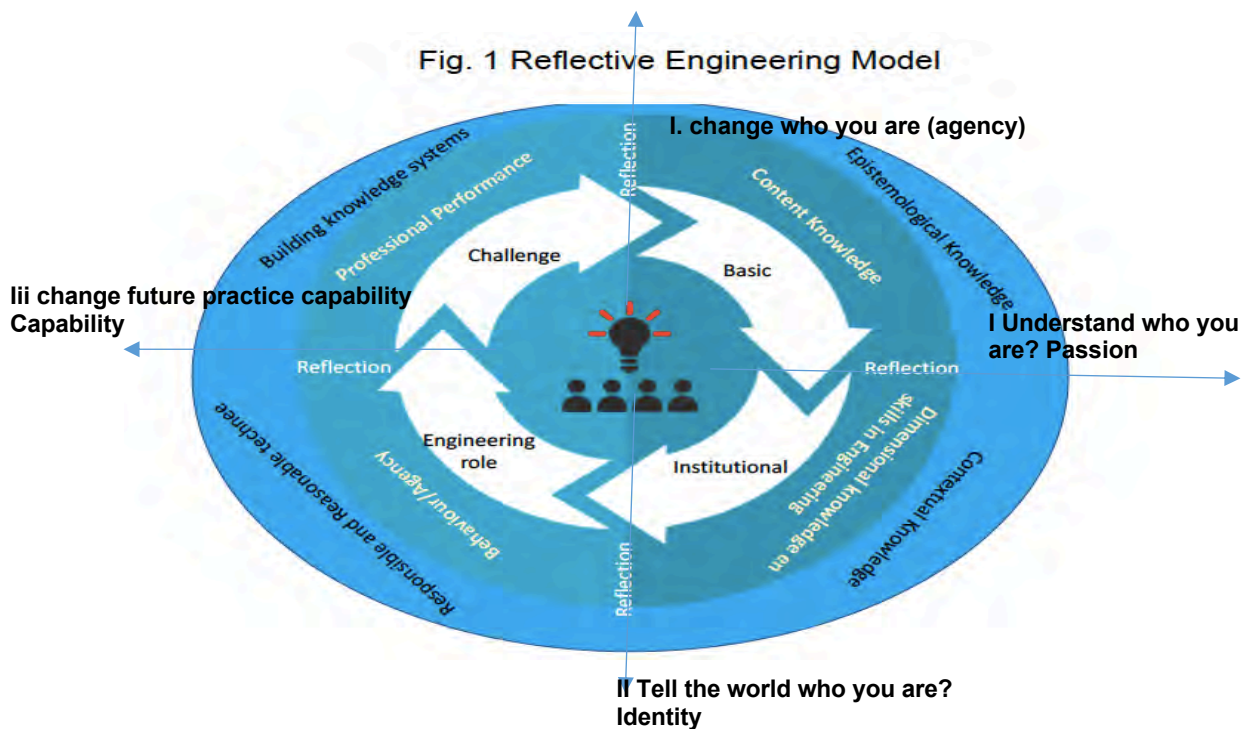 Fig. 1 Reflective Engineering Model
I. change who you are (agency)
Building knowledge systems
Professional Performance
Reflection
Content Knowledge
Epistemological Knowledge
Challenge
Basic
Iii change future practice capability
Capability
I Understand who you
are? Passion
Reflection
Reflection
Engineering
role
Institutional
Behaviour/Agency
Dimensional knowledge en
skills in Engineering
Responsible and Reasonable technee
Contextual Knowledge
Reflection
II Tell the world who you are?
Identity